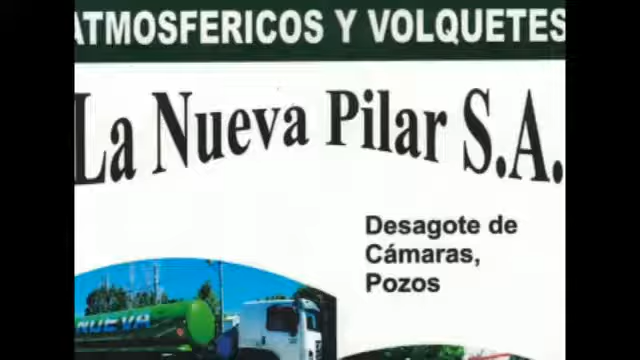 ATMOSFERICOS Y VOLQUETES
La Nueva Pilar S.A.
Desagote de
Cámaras,
Pozos
NUEVA